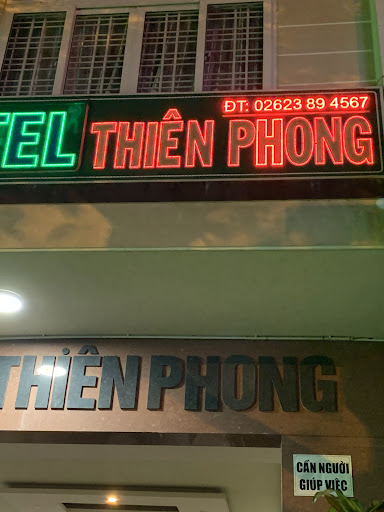 ĐT: 02623 89 4567
TEL THIÊN PHONG
THIÊN PHONG
CẦN NGƯỜI
GIÚP VIỆC